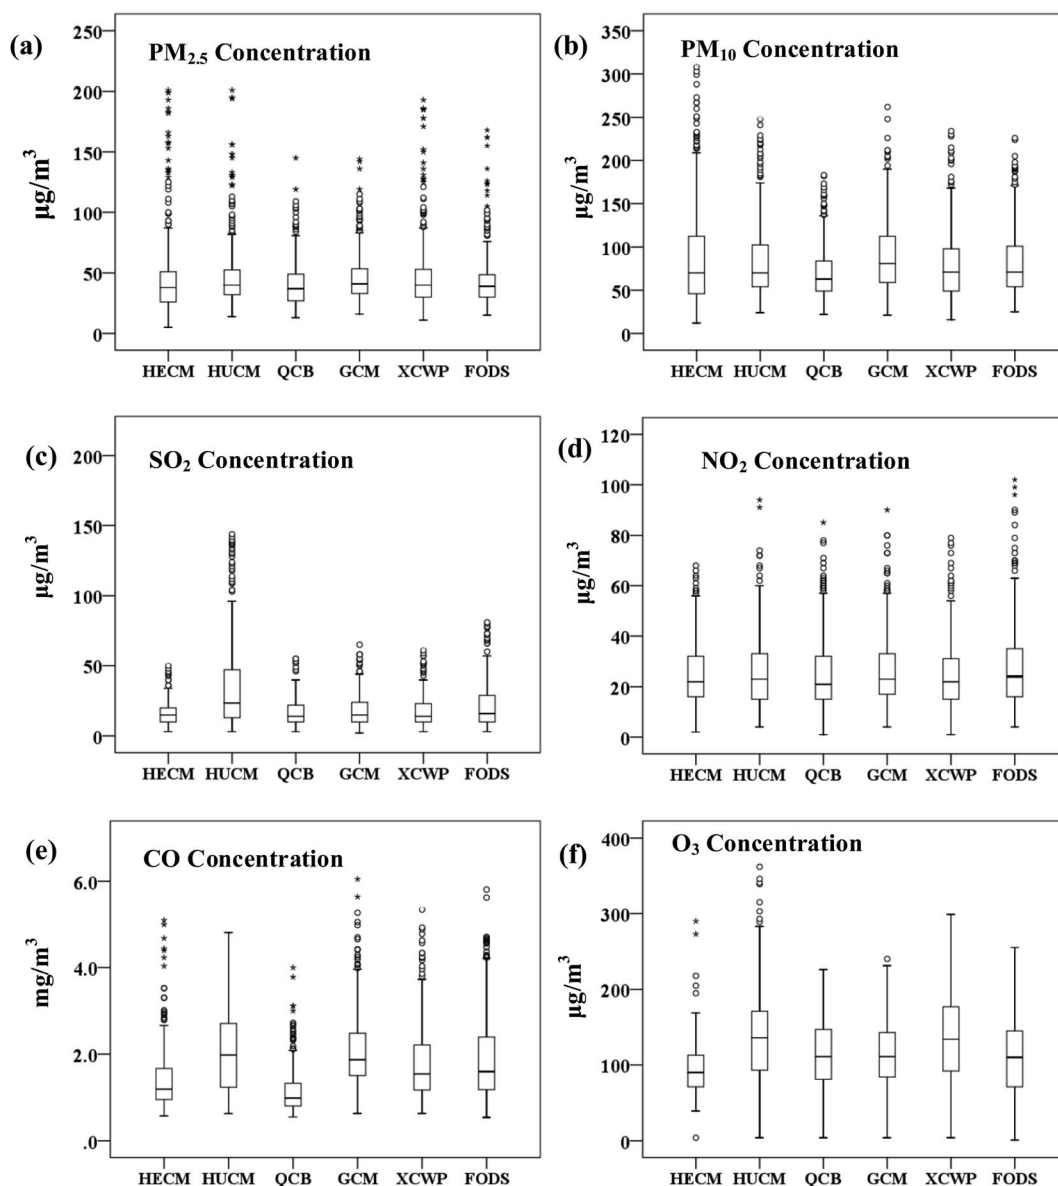 (a)
PM2.5 Concentration
250
200
150
100
50
0
µg/m³
HECM HUCM QCB GCM XCWP FODS
(b)
PM10 Concentration
350
300
250
200
150
100
50
0
µg/m³
HECM HUCM QCB GCM XCWP FODS
(c)
SO2 Concentration
200
150
100
50
0
µg/m³
HECM HUCM QCB GCM XCWP FODS
(d)
NO2 Concentration
120
100
80
60
40
20
0
µg/m³
HECM HUCM QCB GCM XCWP FODS
(e)
CO Concentration
6.0
4.0
2.0
.0
mg/m³
HECM HUCM QCB GCM XCWP FODS
(f)
O3 Concentration
400
300
200
100
0
µg/m³
HECM HUCM QCB GCM XCWP FODS